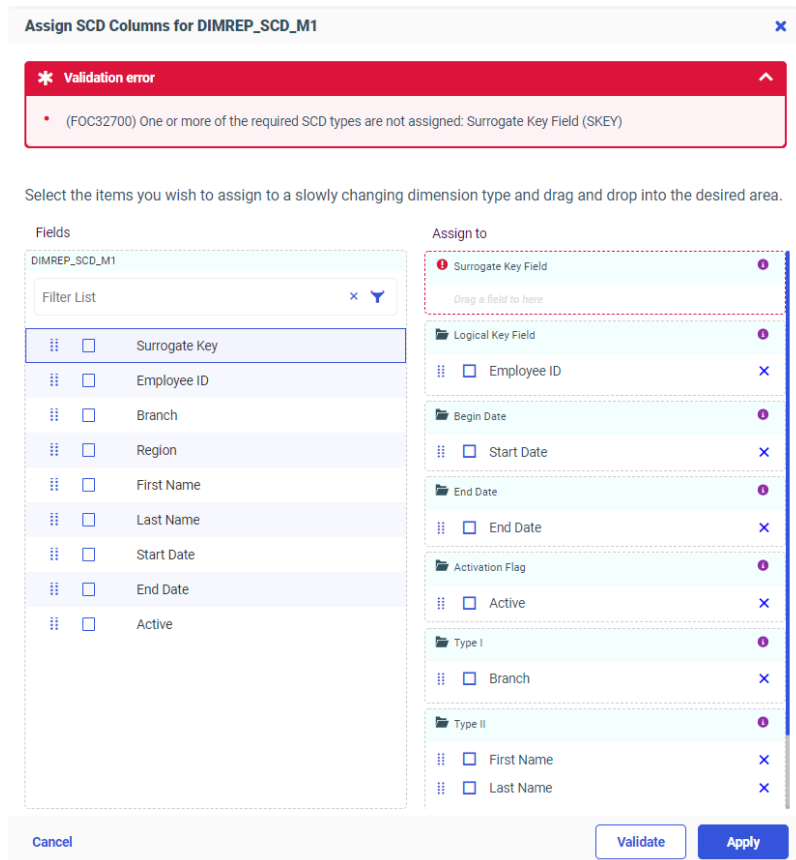 Assign SCD Columns for DIMREP_SCD_M1
Validation error
(FOC32700) One or more of the required SCD types are not assigned: Surrogate Key Field (SKEY)
Select the items you wish to assign to a slowly changing dimension type and drag and drop into the desired area.
Fields
DIMREP_SCD_M1
Filter List
Surrogate Key
Employee ID
Branch
Region
First Name
Last Name
Start Date
End Date
Active
Assign to
Surrogate Key Field
Drag a field to here
Logical Key Field
Employee ID
Begin Date
Start Date
End Date
End Date
Activation Flag
Active
Type I
Branch
Type II
First Name
Last Name
Cancel
Validate
Apply